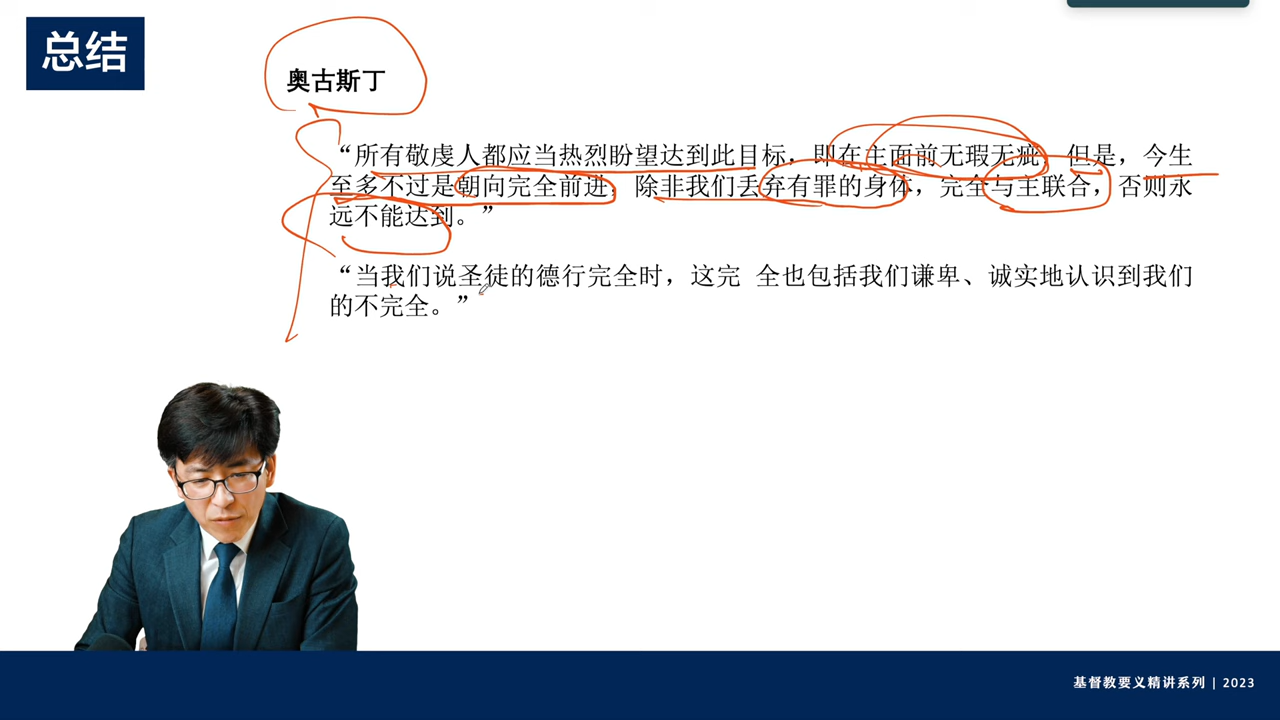 总结
奥古斯丁
“所有敬虔人都应当热烈盼望达到此目标，即在主面前无瑕无疵，但是，今生
至多不过是朝向完全前进，除非我们丢弃有罪的身体，完全与主联合，否则永
远不能达到。”
“当我们说圣徒的德行完全时，这完 全也包括我们谦卑、诚实地认识到我们
的不完全。”
基督教要义精讲系列 | 2023